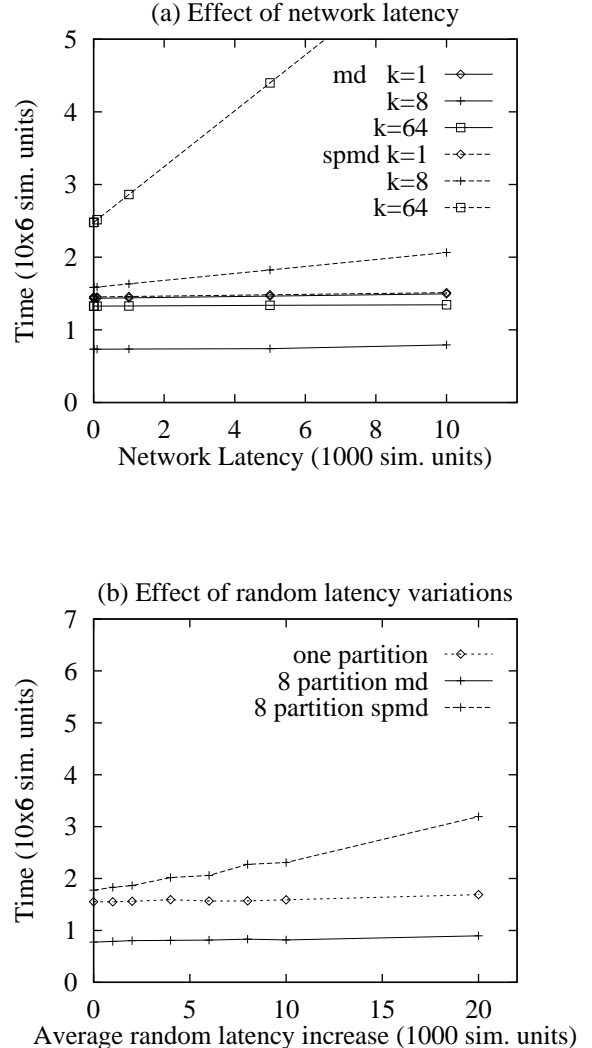 (a) Effect of network latency
5
4
3
2
1
0
Time (10x6 sim. units)
md k=1
k=8
k=64
spmd k=1
k=8
k=64
0 2 4 6 8 10
Network Latency (1000 sim. units)
(b) Effect of random latency variations
7
6
5
4
3
2
1
0
Time (10x6 sim. units)
one partition
8 partition md
8 partition spmd
0 5 10 15 20
Average random latency increase (1000 sim. units)